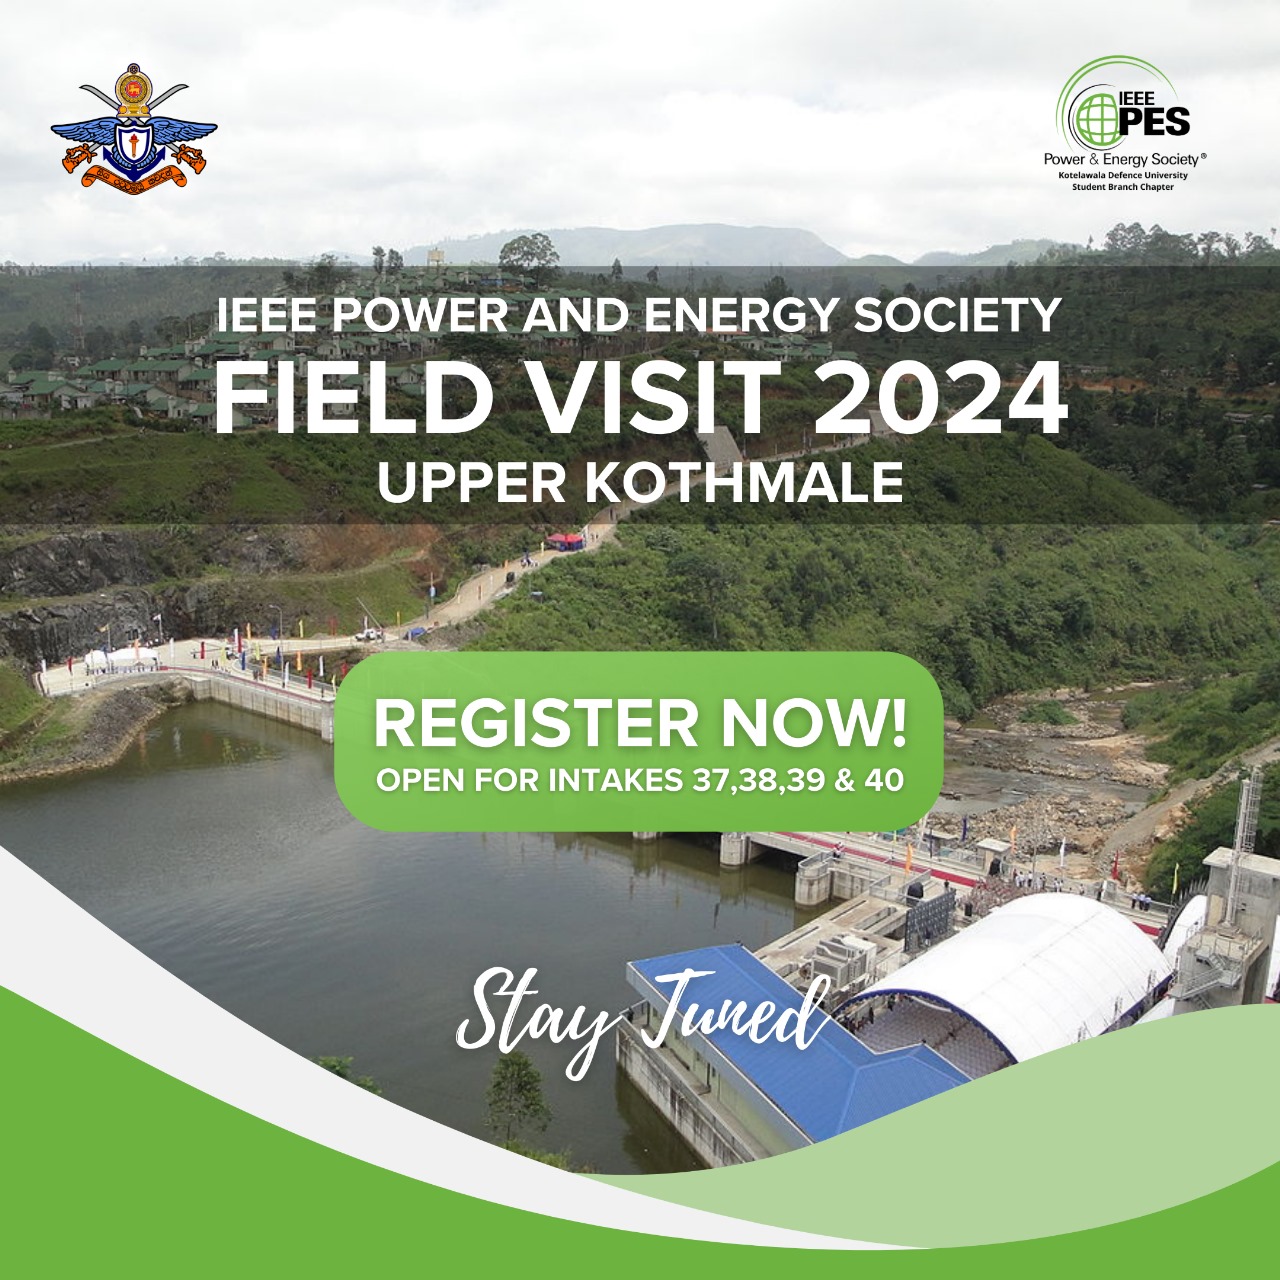 IEEE
PES
Power & Energy Society®
Kotelawala Defence University
Student Branch Chapter
IEEE POWER AND ENERGY SOCIETY
FIELD VISIT 2024
UPPER KOTHMALE
REGISTER NOW!
OPEN FOR INTAKES 37,38,39 & 40
Stay Tuned